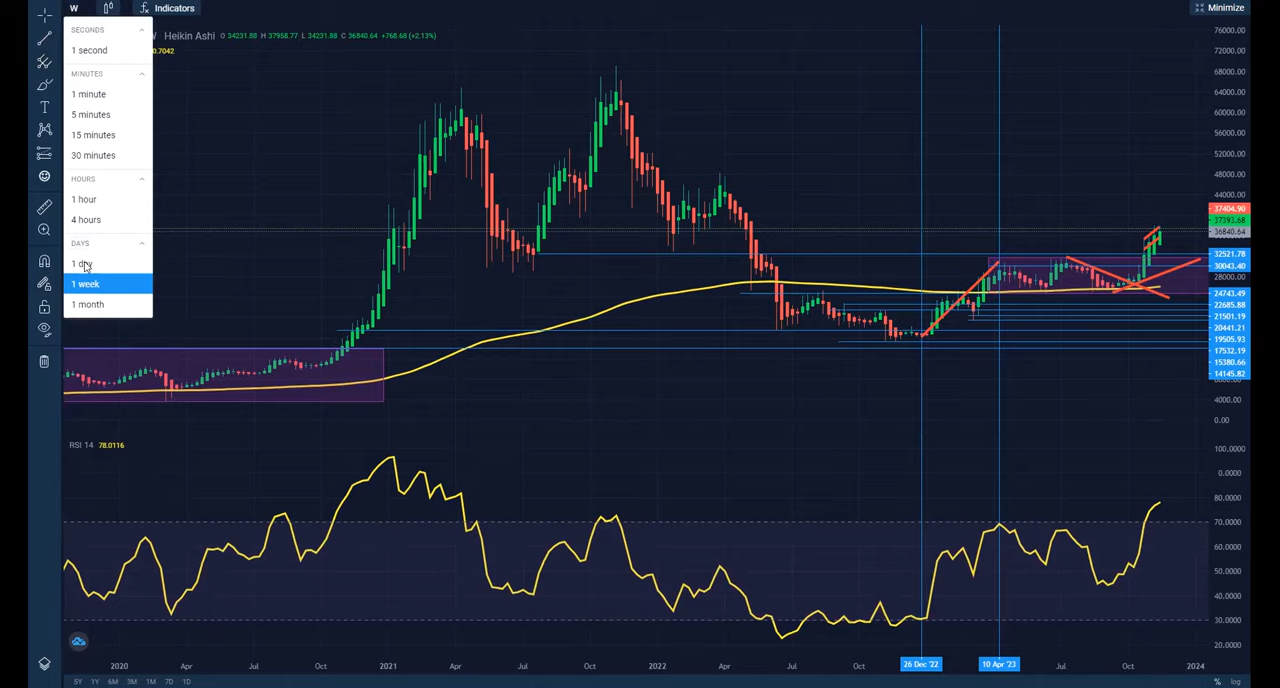 W Indicators Minimize
SECONDS
1 second
MINUTES
1 minute
5 minutes
15 minutes
30 minutes
HOURS
1 hour
4 hours
DAYS
1 day
1 week
1 month
W Heikin Ashi O 34231.88 H 37958.77 L 34231.88 C 36840.64 +768.68 (+2.13%)
0.7042
76000.00
72000.00
68000.00
64000.00
60000.00
56000.00
52000.00
48000.00
44000.00
37404.90
37393.68
36840.64
32521.78
30043.40
28000.00
24743.49
22685.88
21501.19
20441.21
19505.93
17532.19
15380.66
14145.82
4000.00
0.00
RSI 14 78.0116
100.0000
0.0000
80.0000
70.0000
60.0000
50.0000
40.0000
30.0000
20.0000
2020 Apr Jul Oct 2021 Apr Jul Oct 2022 Apr Jul Oct 26 Dec '22 10 Apr '23 Jul Oct 2024
5Y 1Y 6M 3M 1M 7D 1D % log